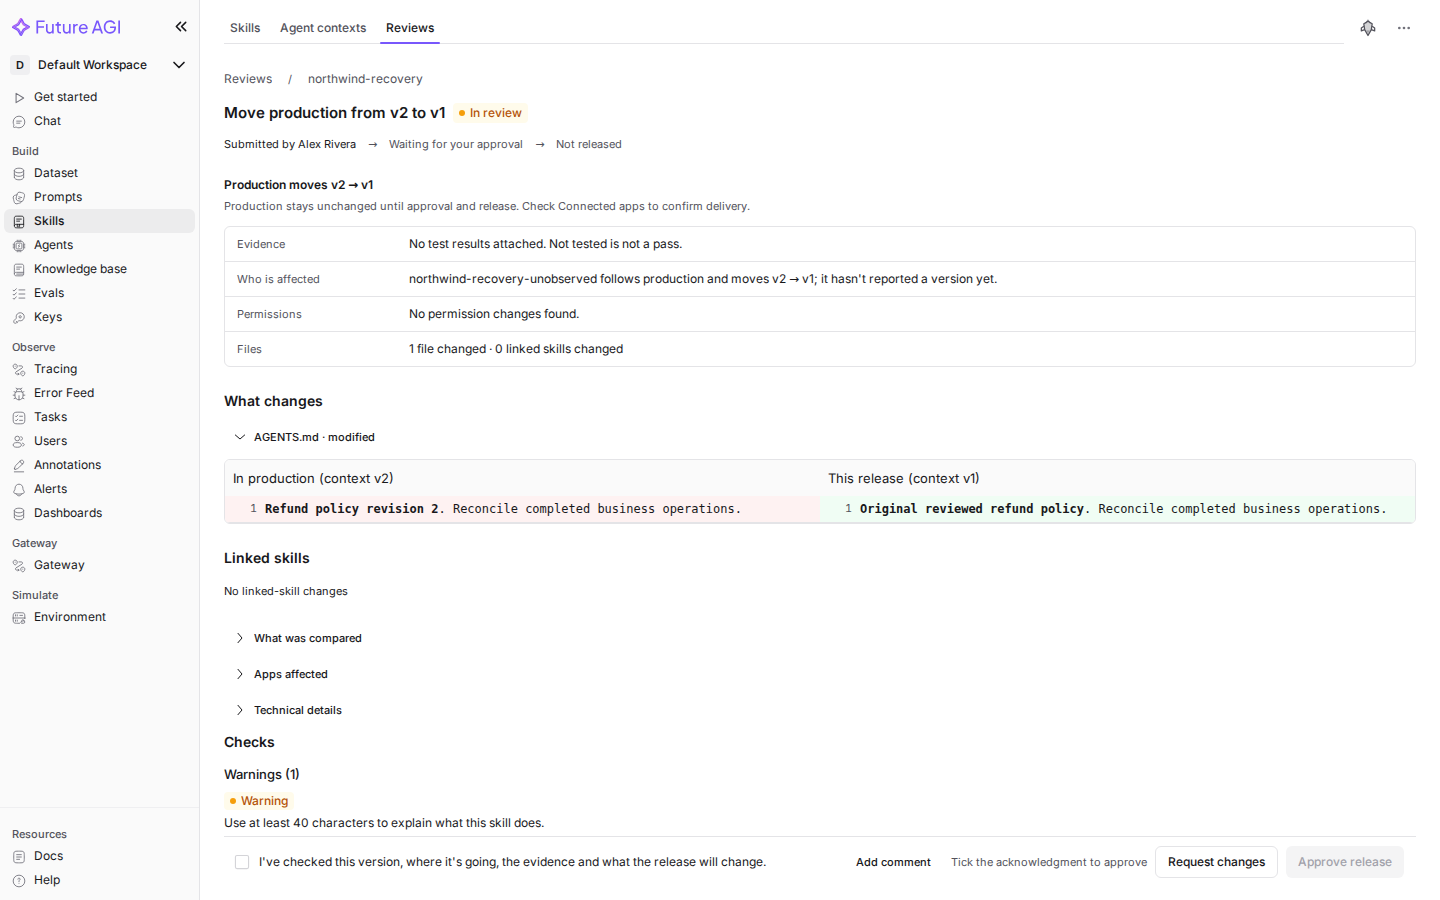 Future AGI
D Default Workspace
Get started
Chat
Build
Dataset
Prompts
Skills
Agents
Knowledge base
Evals
Keys
Observe
Tracing
Error Feed
Tasks
Users
Annotations
Alerts
Dashboards
Gateway
Gateway
Simulate
Environment
Resources
Docs
Help
Skills Agent contexts Reviews
Reviews / northwind-recovery
Move production from v2 to v1 In review
Submitted by Alex Rivera → Waiting for your approval → Not released
Production moves v2 → v1
Production stays unchanged until approval and release. Check Connected apps to confirm delivery.
Evidence No test results attached. Not tested is not a pass.
Who is affected northwind-recovery-unobserved follows production and moves v2 → v1; it hasn't reported a version yet.
Permissions No permission changes found.
Files 1 file changed · 0 linked skills changed
What changes
AGENTS.md · modified
In production (context v2) This release (context v1)
1 Refund policy revision 2. Reconcile completed business operations. 1 Original reviewed refund policy. Reconcile completed business operations.
Linked skills
No linked-skill changes
What was compared
Apps affected
Technical details
Checks
Warnings (1)
Warning
Use at least 40 characters to explain what this skill does.
I've checked this version, where it's going, the evidence and what the release will change. Add comment Tick the acknowledgment to approve Request changes Approve release